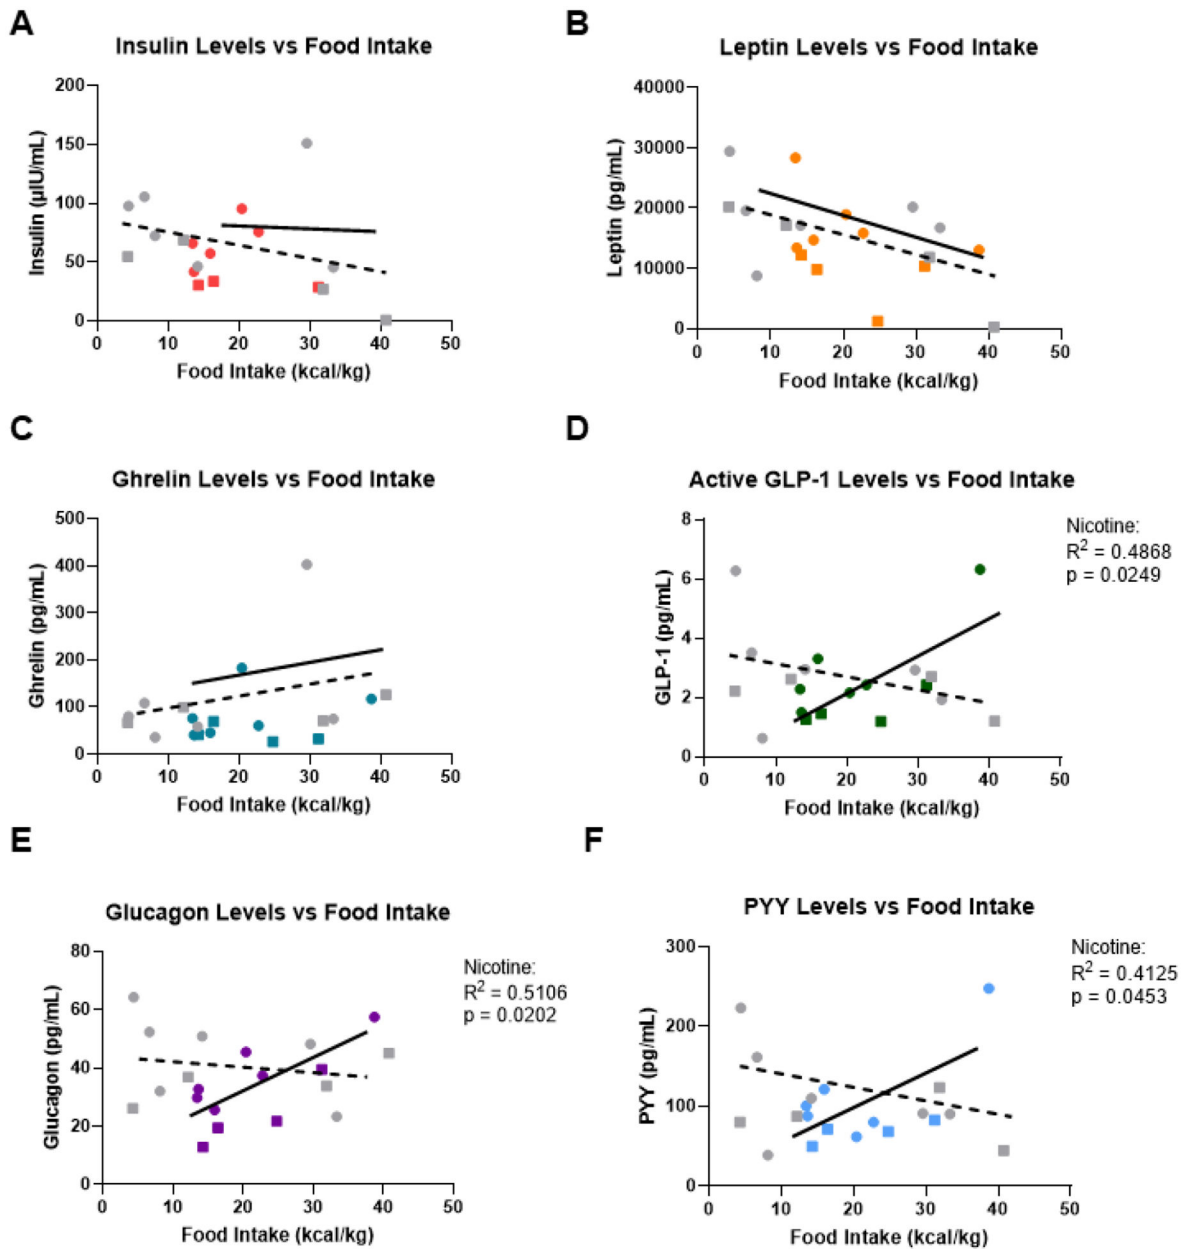 A
Insulin Levels vs Food Intake
200
150
100
50
0
Insulin (µIU/mL)
0 10 20 30 40 50
Food Intake (kcal/kg)
B
Leptin Levels vs Food Intake
40000
30000
20000
10000
0
Leptin (pg/mL)
0 10 20 30 40 50
Food Intake (kcal/kg)
C
Ghrelin Levels vs Food Intake
500
400
300
200
100
0
Ghrelin (pg/mL)
0 10 20 30 40 50
Food Intake (kcal/kg)
D
Active GLP-1 Levels vs Food Intake
Nicotine:
R² = 0.4868
p = 0.0249
8
6
4
2
0
GLP-1 (pg/mL)
0 10 20 30 40 50
Food Intake (kcal/kg)
E
Glucagon Levels vs Food Intake
Nicotine:
R² = 0.5106
p = 0.0202
80
60
40
20
0
Glucagon (pg/mL)
0 10 20 30 40 50
Food Intake (kcal/kg)
F
PYY Levels vs Food Intake
Nicotine:
R² = 0.4125
p = 0.0453
300
200
100
0
PYY (pg/mL)
0 10 20 30 40 50
Food Intake (kcal/kg)